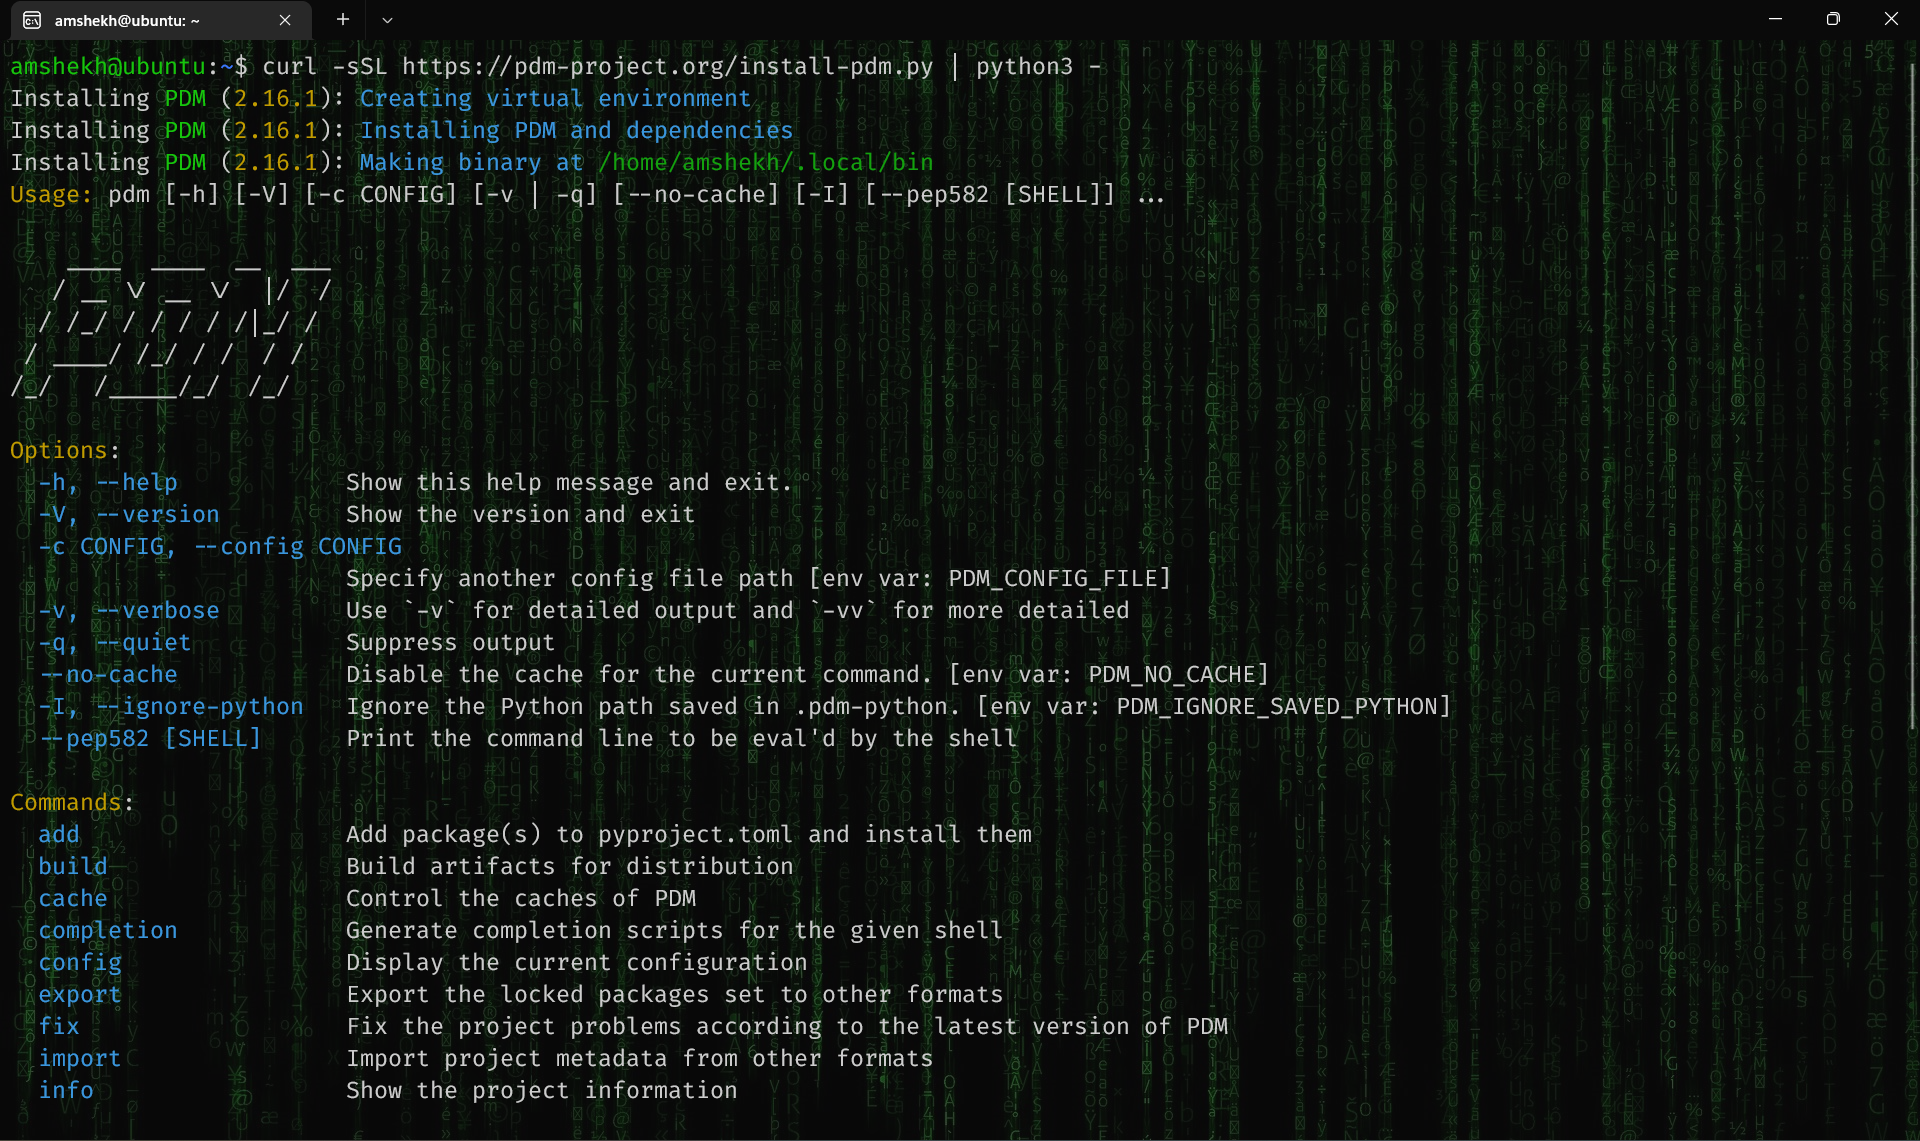 amshekh@ubuntu: ~
amshekh@ubuntu:~$ curl -sSL https://pdm-project.org/install-pdm.py | python3 -
Installing PDM (2.16.1): Creating virtual environment
Installing PDM (2.16.1): Installing PDM and dependencies
Installing PDM (2.16.1): Making binary at /home/amshekh/.local/bin
Usage: pdm [-h] [-V] [-c CONFIG] [-v | -q] [--no-cache] [-I] [--pep582 [SHELL]] ...
    ____  ____  __  ___
   / __ \/ __ \/  |/  /
  / /_/ / / / / /|_/ /
 / ____/ /_/ / /  / /
/_/   /_____/_/  /_/
Options:
  -h, --help            Show this help message and exit.
  -V, --version         Show the version and exit
  -c CONFIG, --config CONFIG
                        Specify another config file path [env var: PDM_CONFIG_FILE]
  -v, --verbose         Use `-v` for detailed output and `-vv` for more detailed
  -q, --quiet           Suppress output
  --no-cache            Disable the cache for the current command. [env var: PDM_NO_CACHE]
  -I, --ignore-python   Ignore the Python path saved in .pdm-python. [env var: PDM_IGNORE_SAVED_PYTHON]
  --pep582 [SHELL]      Print the command line to be eval'd by the shell
Commands:
  add                   Add package(s) to pyproject.toml and install them
  build                 Build artifacts for distribution
  cache                 Control the caches of PDM
  completion            Generate completion scripts for the given shell
  config                Display the current configuration
  export                Export the locked packages set to other formats
  fix                   Fix the project problems according to the latest version of PDM
  import                Import project metadata from other formats
  info                  Show the project information